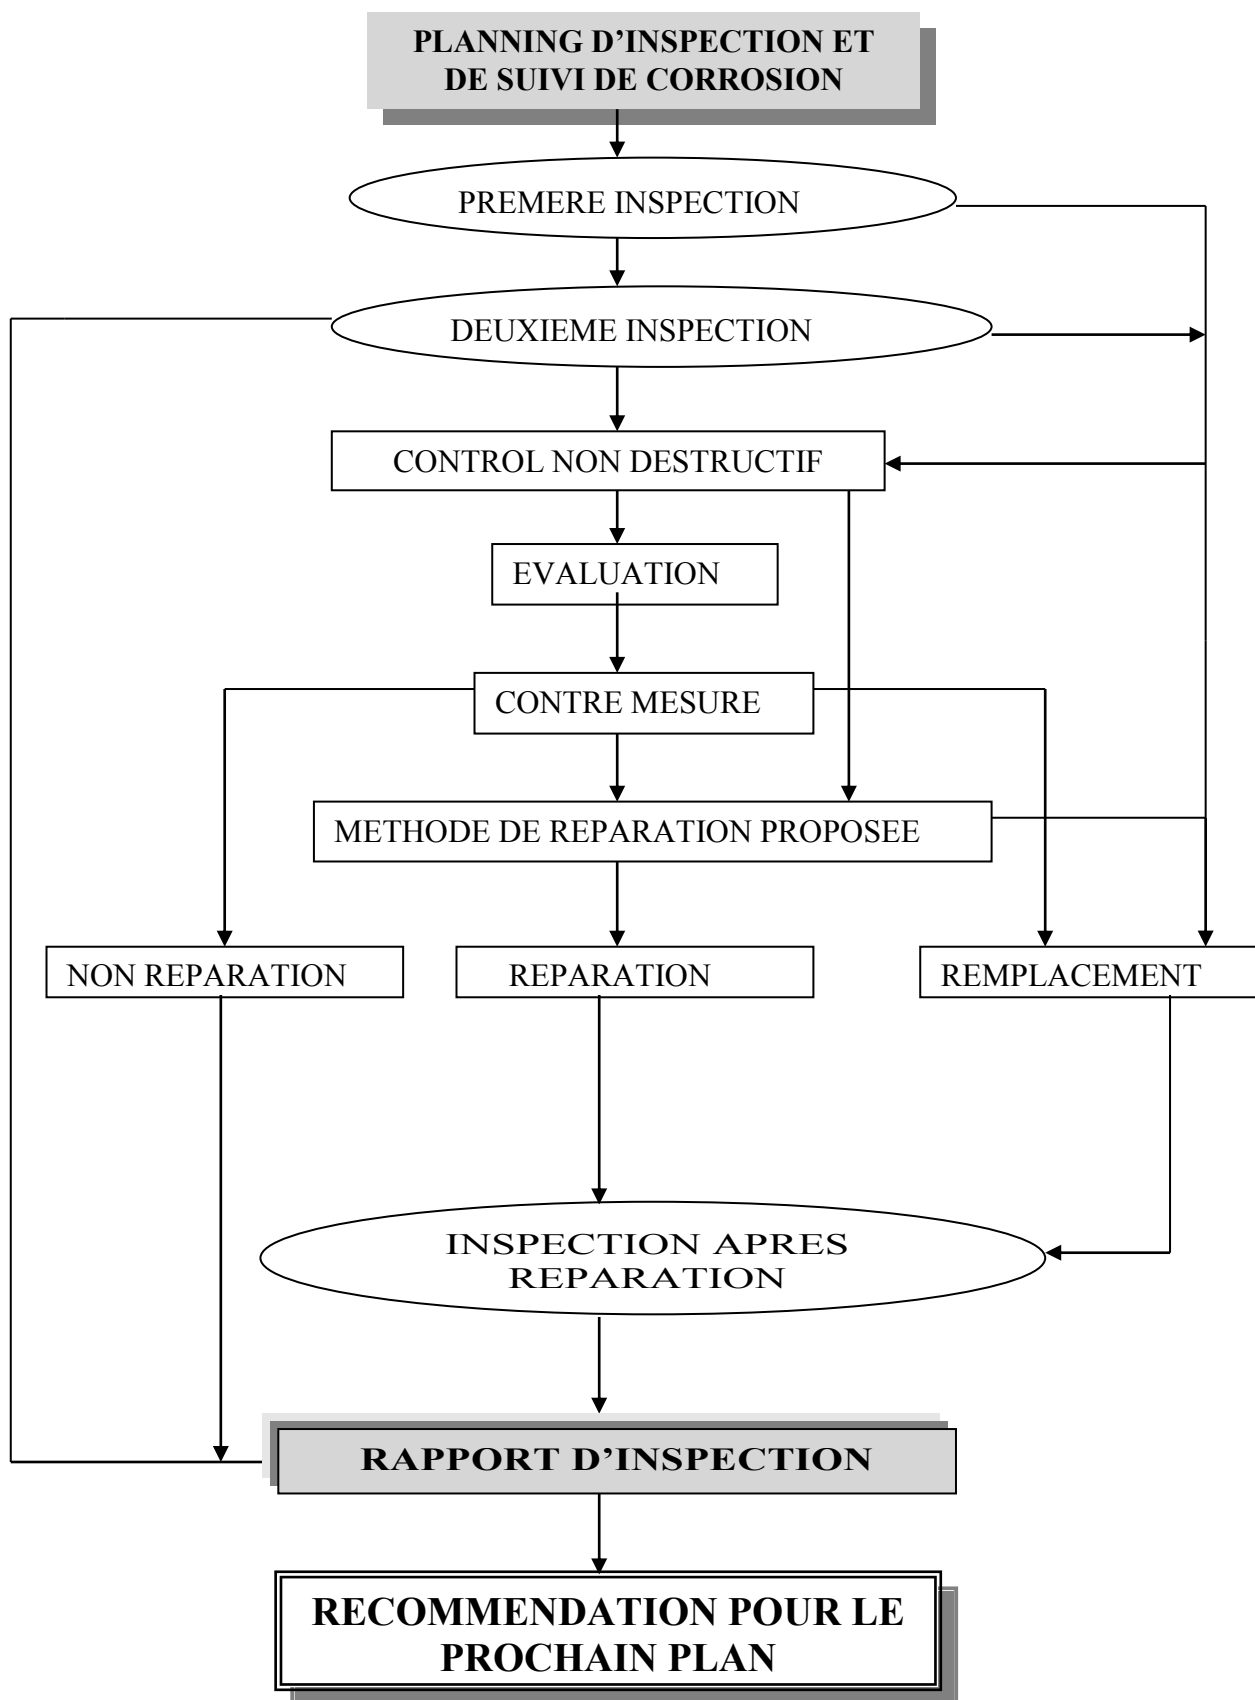 PLANNING D’INSPECTION ET
DE SUIVI DE CORROSION
PREMERE INSPECTION
DEUXIEME INSPECTION
CONTROL NON DESTRUCTIF
EVALUATION
CONTRE MESURE
METHODE DE REPARATION PROPOSEE
NON REPARATION
REPARATION
REMPLACEMENT
INSPECTION APRES
REPARATION
RAPPORT D’INSPECTION
RECOMMENDATION POUR LE
PROCHAIN PLAN